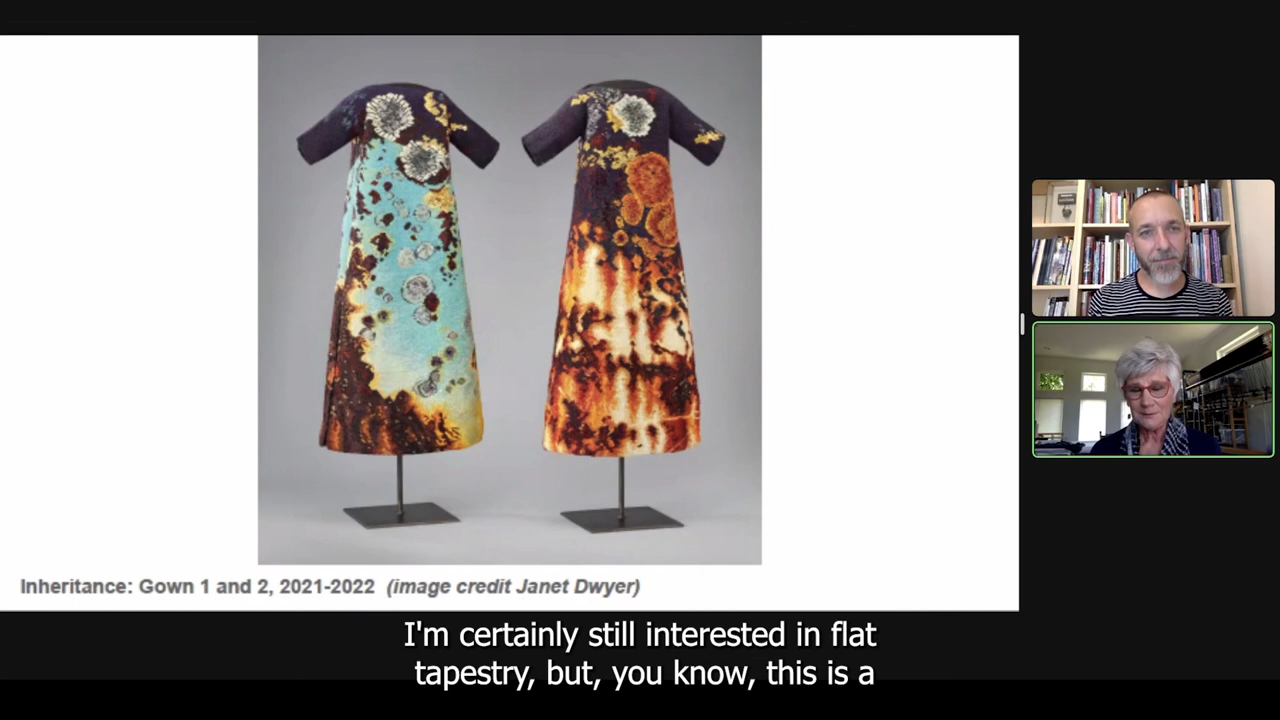 Inheritance: Gown 1 and 2, 2021-2022 (image credit Janet Dwyer)
I'm certainly still interested in flat
tapestry, but, you know, this is a